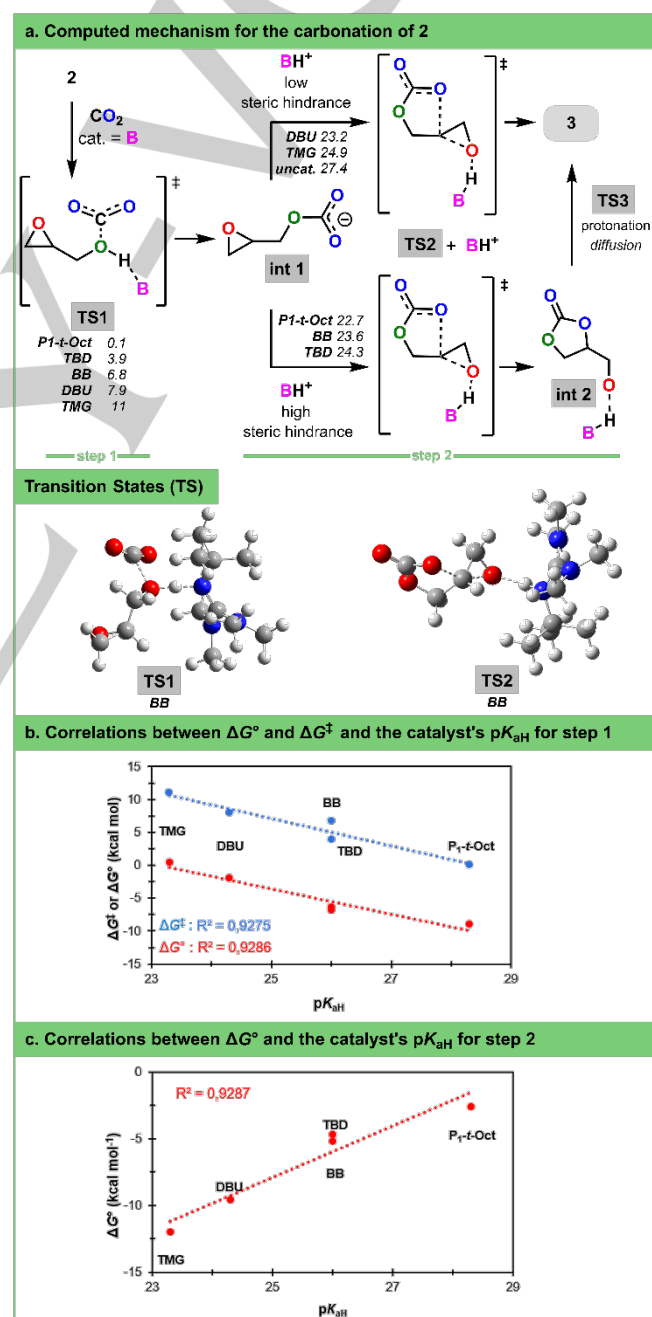 a. Computed mechanism for the carbonation of 2
2
CO2
cat. = B
‡
O
O
C
O
O
H
B
TS1
P1-t-Oct 0.1
TBD 3.9
BB 6.8
DBU 7.9
TMG 11
step 1
BH+
low
steric hindrance
DBU 23.2
TMG 24.9
uncat. 27.4
O
O
O
O
⊖
int 1
P1-t-Oct 22.7
BB 23.6
TBD 24.3
BH+
high
steric hindrance
‡
O
O
O
O
H
B
TS2 + BH+
‡
O
O
O
O
H
B
3
TS3
protonation
diffusion
O
O
O
int 2
O
H
B
step 2
Transition States (TS)
TS1
BB
TS2
BB
b. Correlations between ΔG° and ΔG‡ and the catalyst's pKaH for step 1
ΔG‡ or ΔG° (kcal mol)
15
10
5
0
-5
-10
-15
TMG
DBU
BB
TBD
P1-t-Oct
ΔG‡ : R² = 0,9275
ΔG° : R² = 0,9286
23 25 27 29
pKaH
c. Correlations between ΔG° and the catalyst's pKaH for step 2
ΔG° (kcal mol-1)
0
-5
-10
-15
R² = 0,9287
TMG
DBU
TBD
BB
P1-t-Oct
23 25 27 29
pKaH